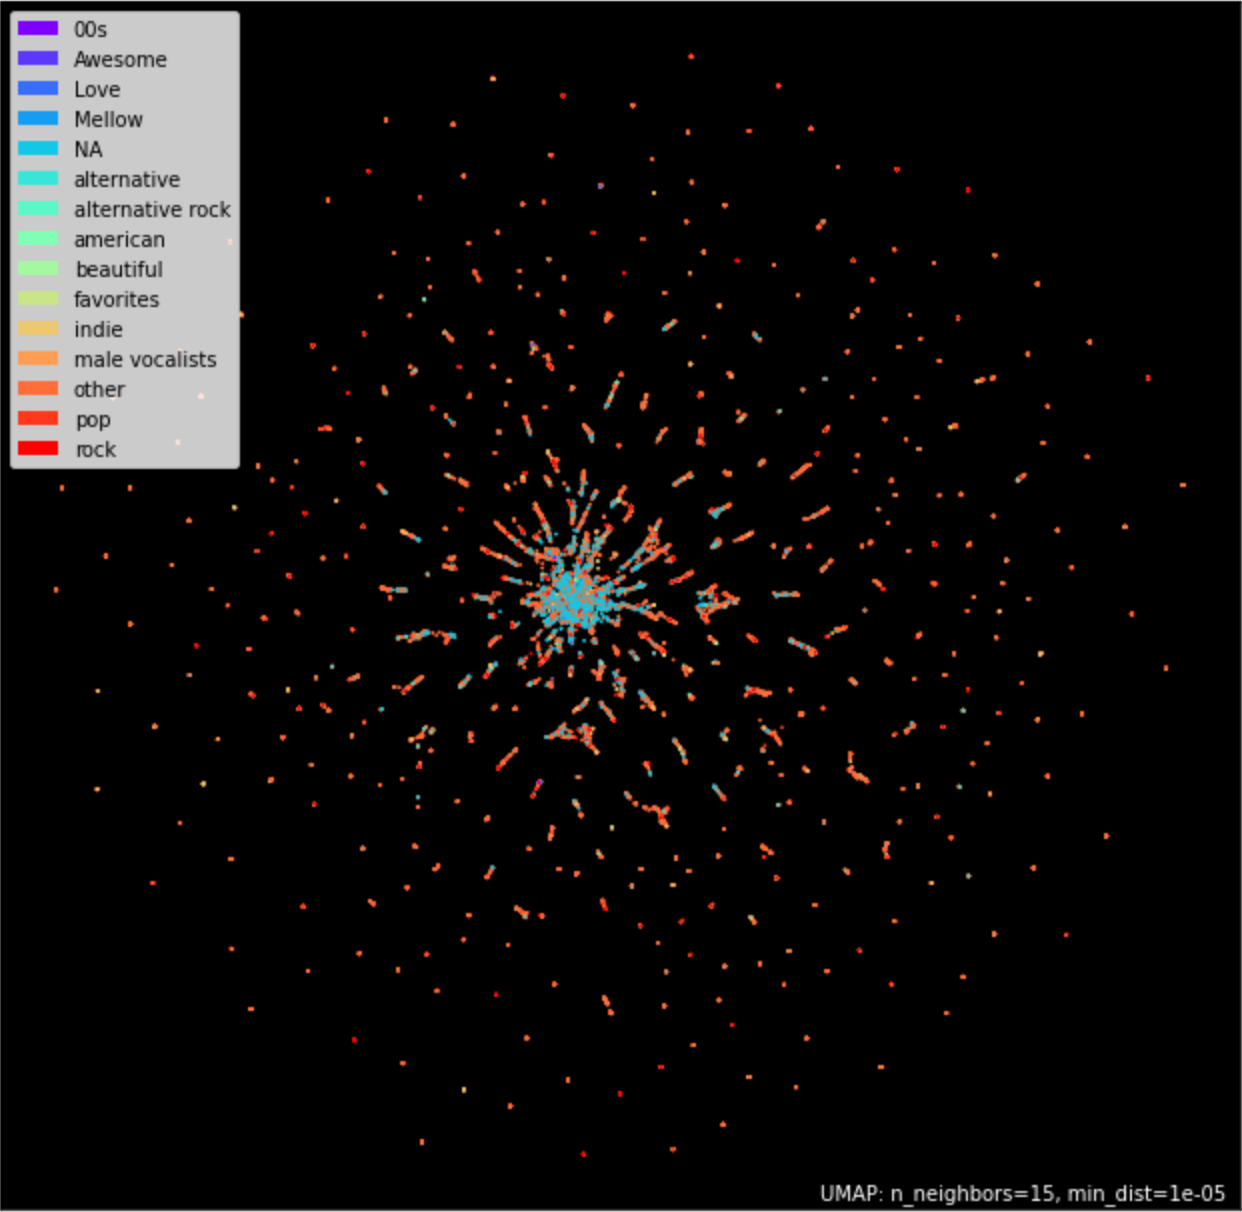 00s
Awesome
Love
Mellow
NA
alternative
alternative rock
american
beautiful
favorites
indie
male vocalists
other
pop
rock
UMAP: n_neighbors=15, min_dist=1e-05